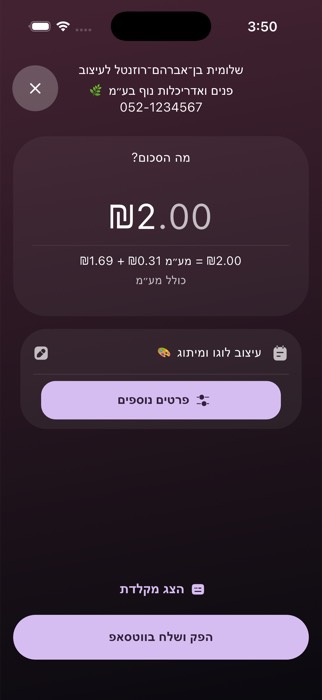 3:50
שלומית בן־אברהם־רוזנטל לעיצוב
פנים ואדריכלות נוף בע״מ 🌿
052-1234567
מה הסכום?
₪2.00
₪2.00 = מע״מ ₪0.31 + ₪1.69
כולל מע״מ
עיצוב לוגו ומיתוג 🎨
פרטים נוספים
הצג מקלדת
הפק ושלח בווטסאפ